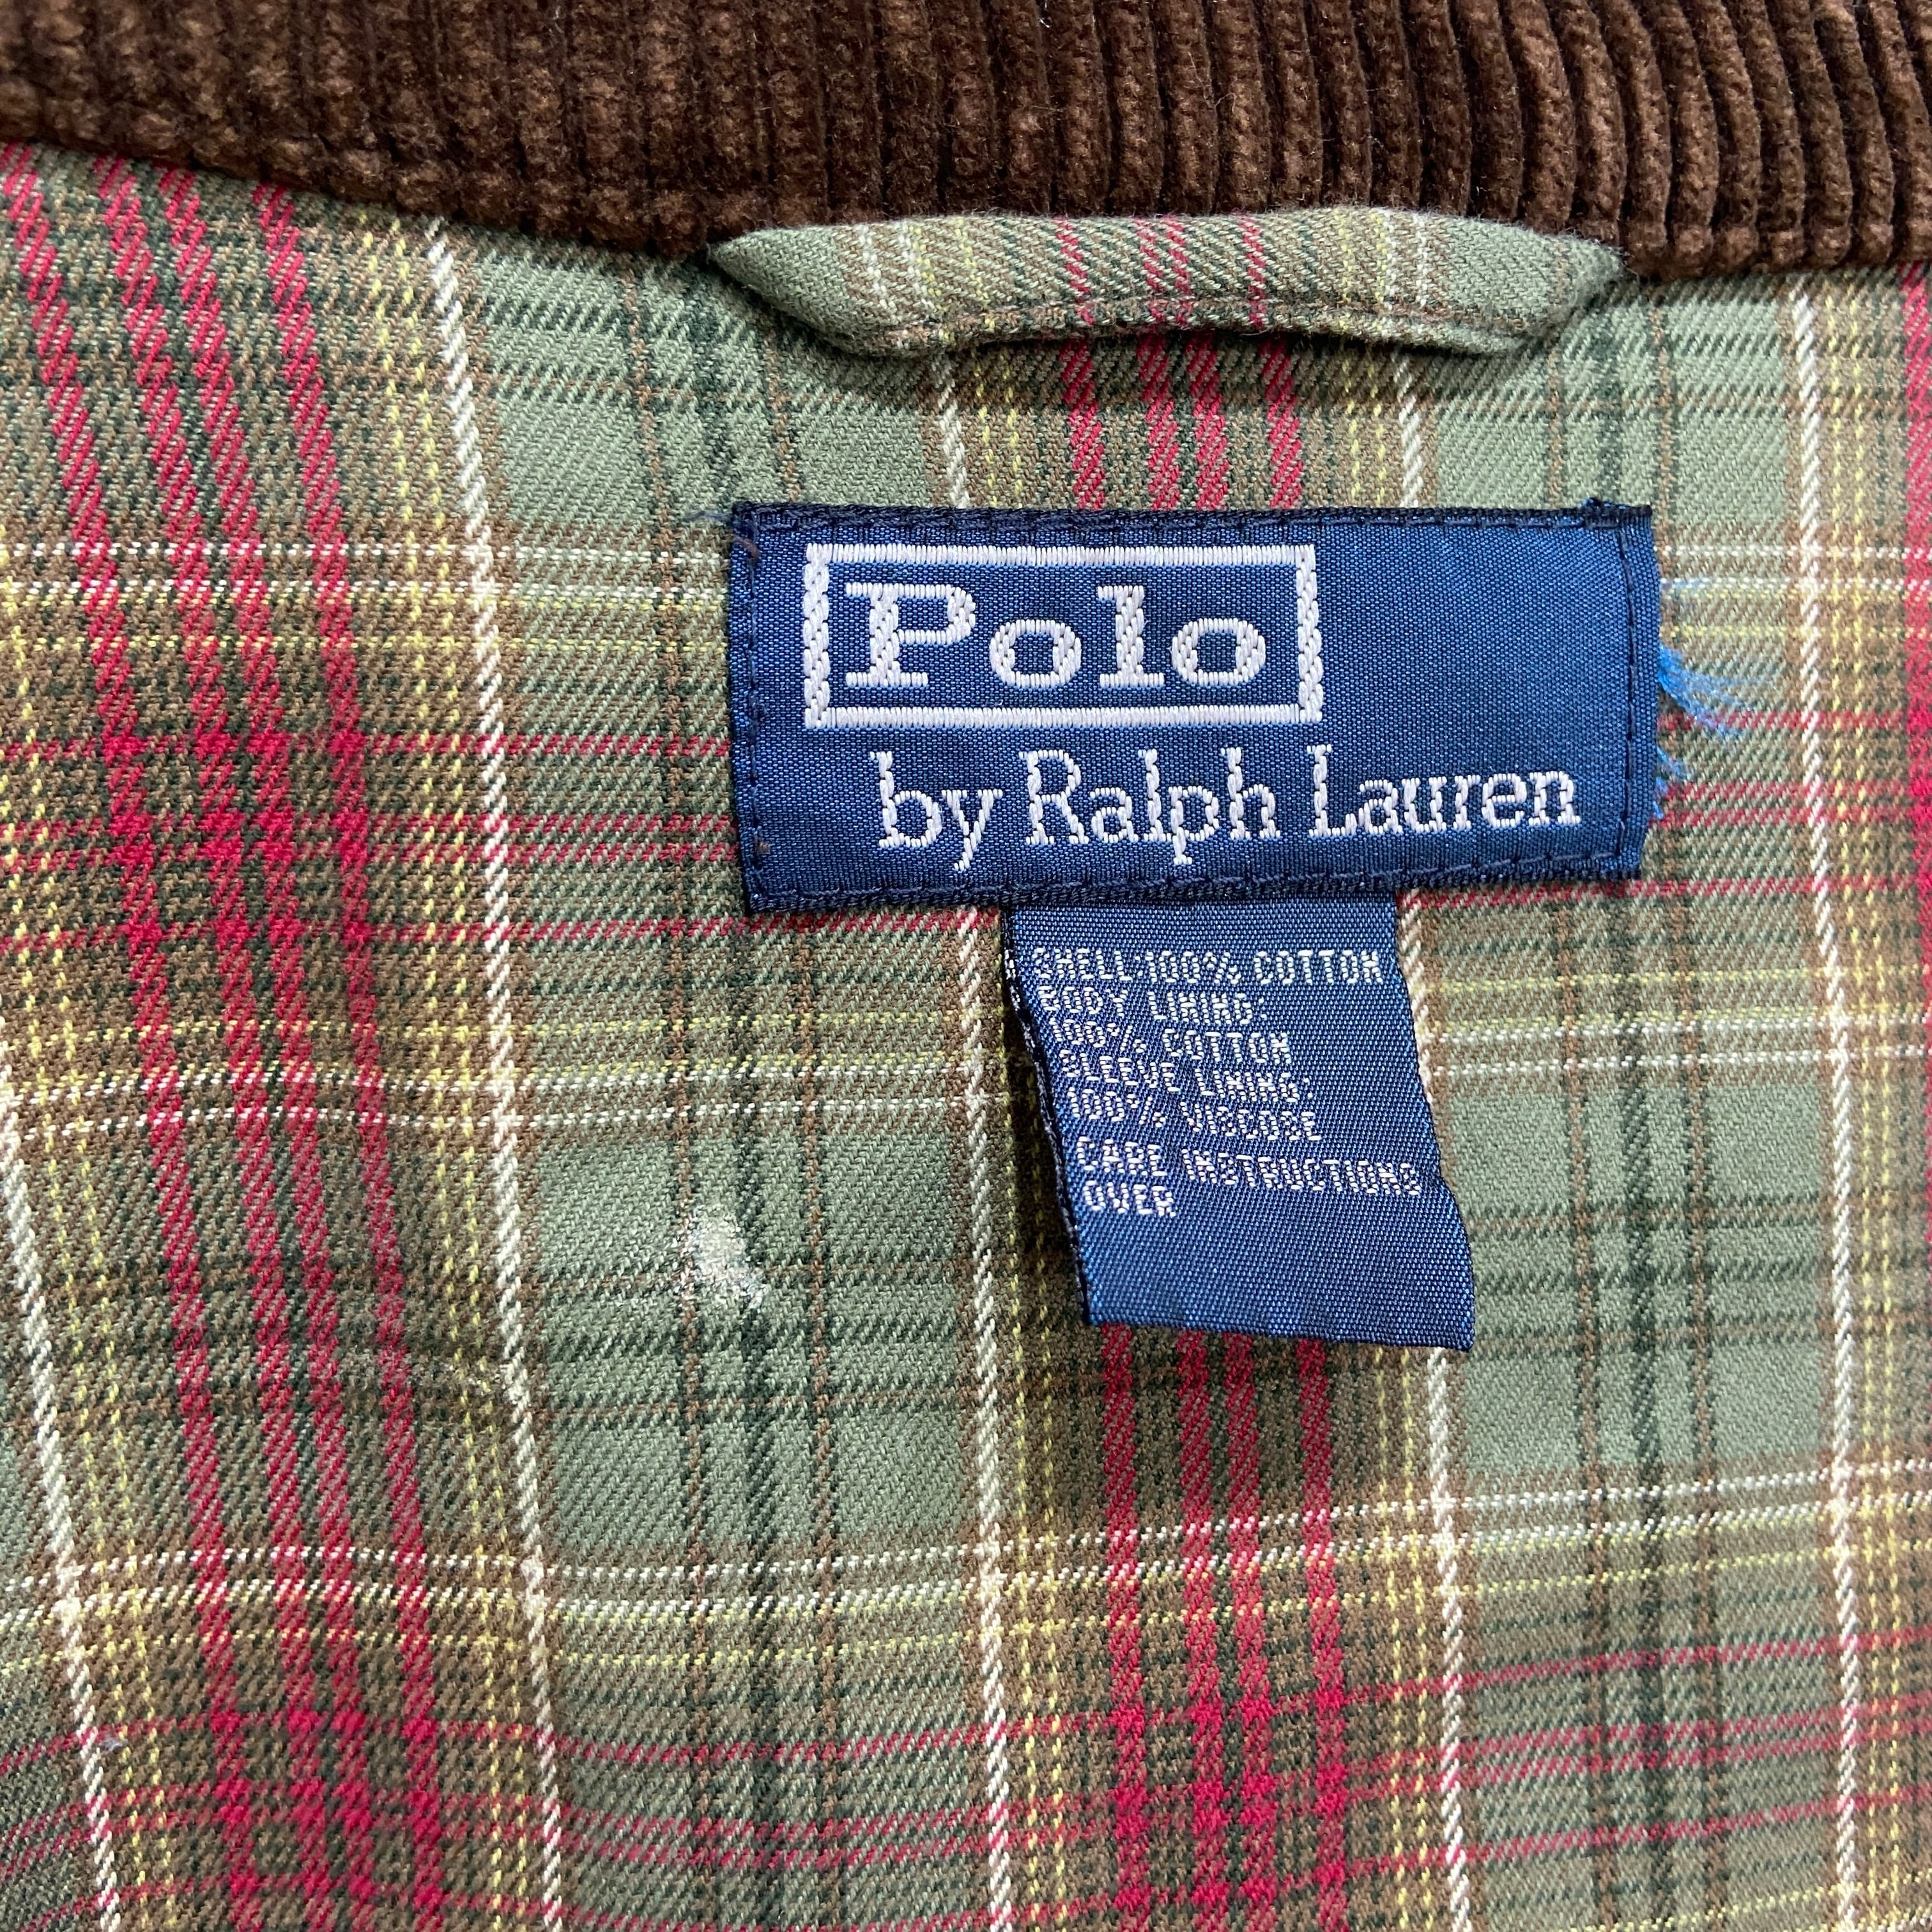 Polo
by Ralph Lauren
SHELL-100% COTTON
BODY LINING:
100% COTTON
SLEEVE LINING:
100% VISCOSE
CARE INSTRUCTIONS
OVER